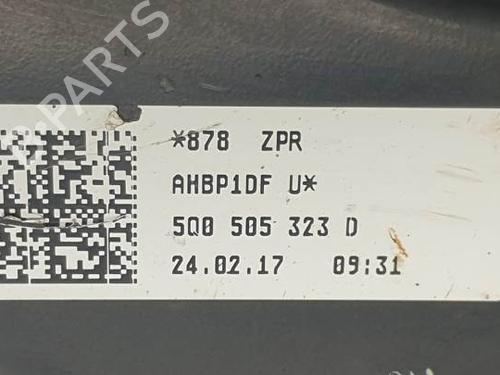 *878 ZPR
AHBP1DF U*
5Q0 505 323 D
24.02.17 09:31